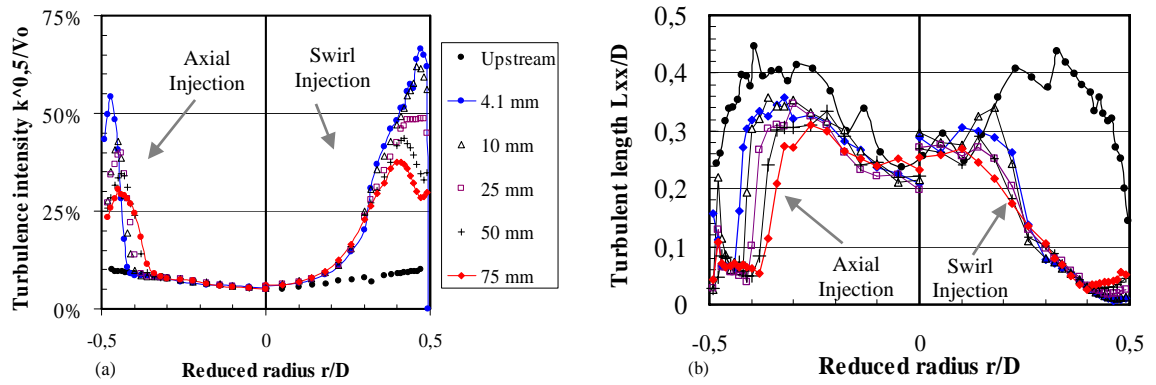 75%
50%
25%
0%
Turbulence intensity k^0,5/Vo
Axial
Injection
Swirl
Injection
-0,5
0
0,5
(a)
Reduced radius r/D
Upstream
4.1 mm
10 mm
25 mm
50 mm
75 mm
0,5
0,4
0,3
0,2
0,1
0
Turbulent length Lxx/D
Axial
Injection
Swirl
Injection
-0,5
0
0,5
(b)
Reduced radius r/D